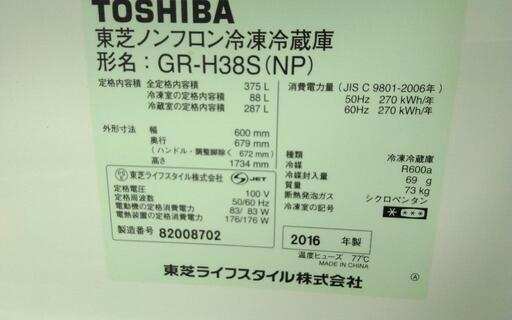 TOSHIBA
東芝ノンフロン冷凍冷蔵庫
形名：GR-H38S(NP)
定格内容積 全定格内容積 375 L
冷凍室の定格内容積 88 L
冷蔵室の定格内容積 287 L
消費電力量 (JIS C 9801-2006年)
50Hz 270 kWh/年
60Hz 270 kWh/年
外形寸法 幅 600 mm
奥行 679 mm
(ハンドル・調整脚除く 672 mm)
高さ 1734 mm
種類 冷凍冷蔵庫
冷媒 R600a
冷媒封入量 69 g
質量 73 kg
断熱発泡ガス シクロペンタン
冷凍室の記号
東芝ライフスタイル株式会社 JET
定格電圧 100 V
定格周波数 50/60 Hz
電動機の定格消費電力 83/ 83 W
電熱装置の定格消費電力 176/176 W
製造番号 82008702
2016 年製
温度ヒューズ 77℃
MADE IN CHINA
東芝ライフスタイル株式会社 Ⓐ